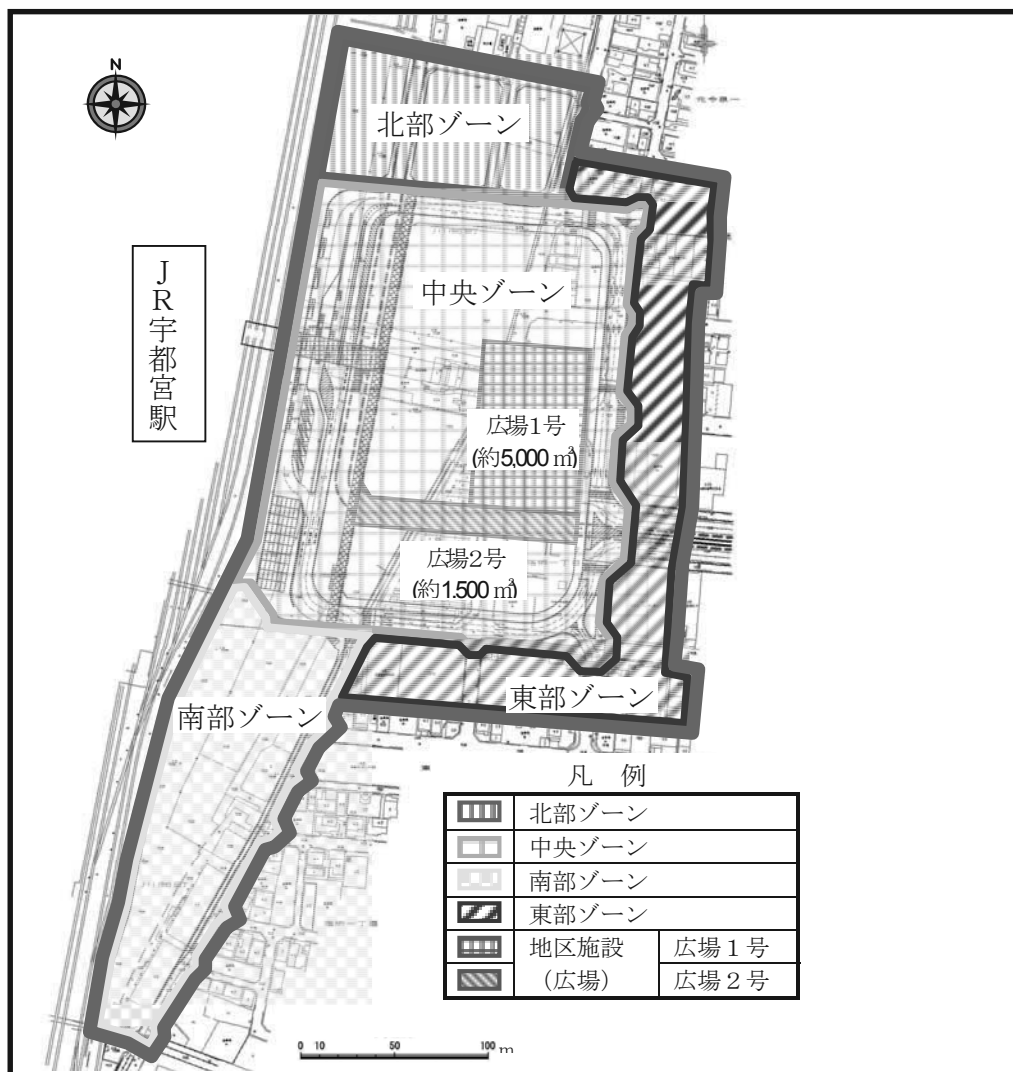 N
北部ゾーン
中央ゾーン
JR宇都宮駅
広場1号
(約5,000 ㎡)
広場2号
(約1.500 ㎡)
東部ゾーン
南部ゾーン
凡 例
北部ゾーン
中央ゾーン
南部ゾーン
東部ゾーン
地区施設 広場１号
（広場） 広場２号
0 10 50 100 m